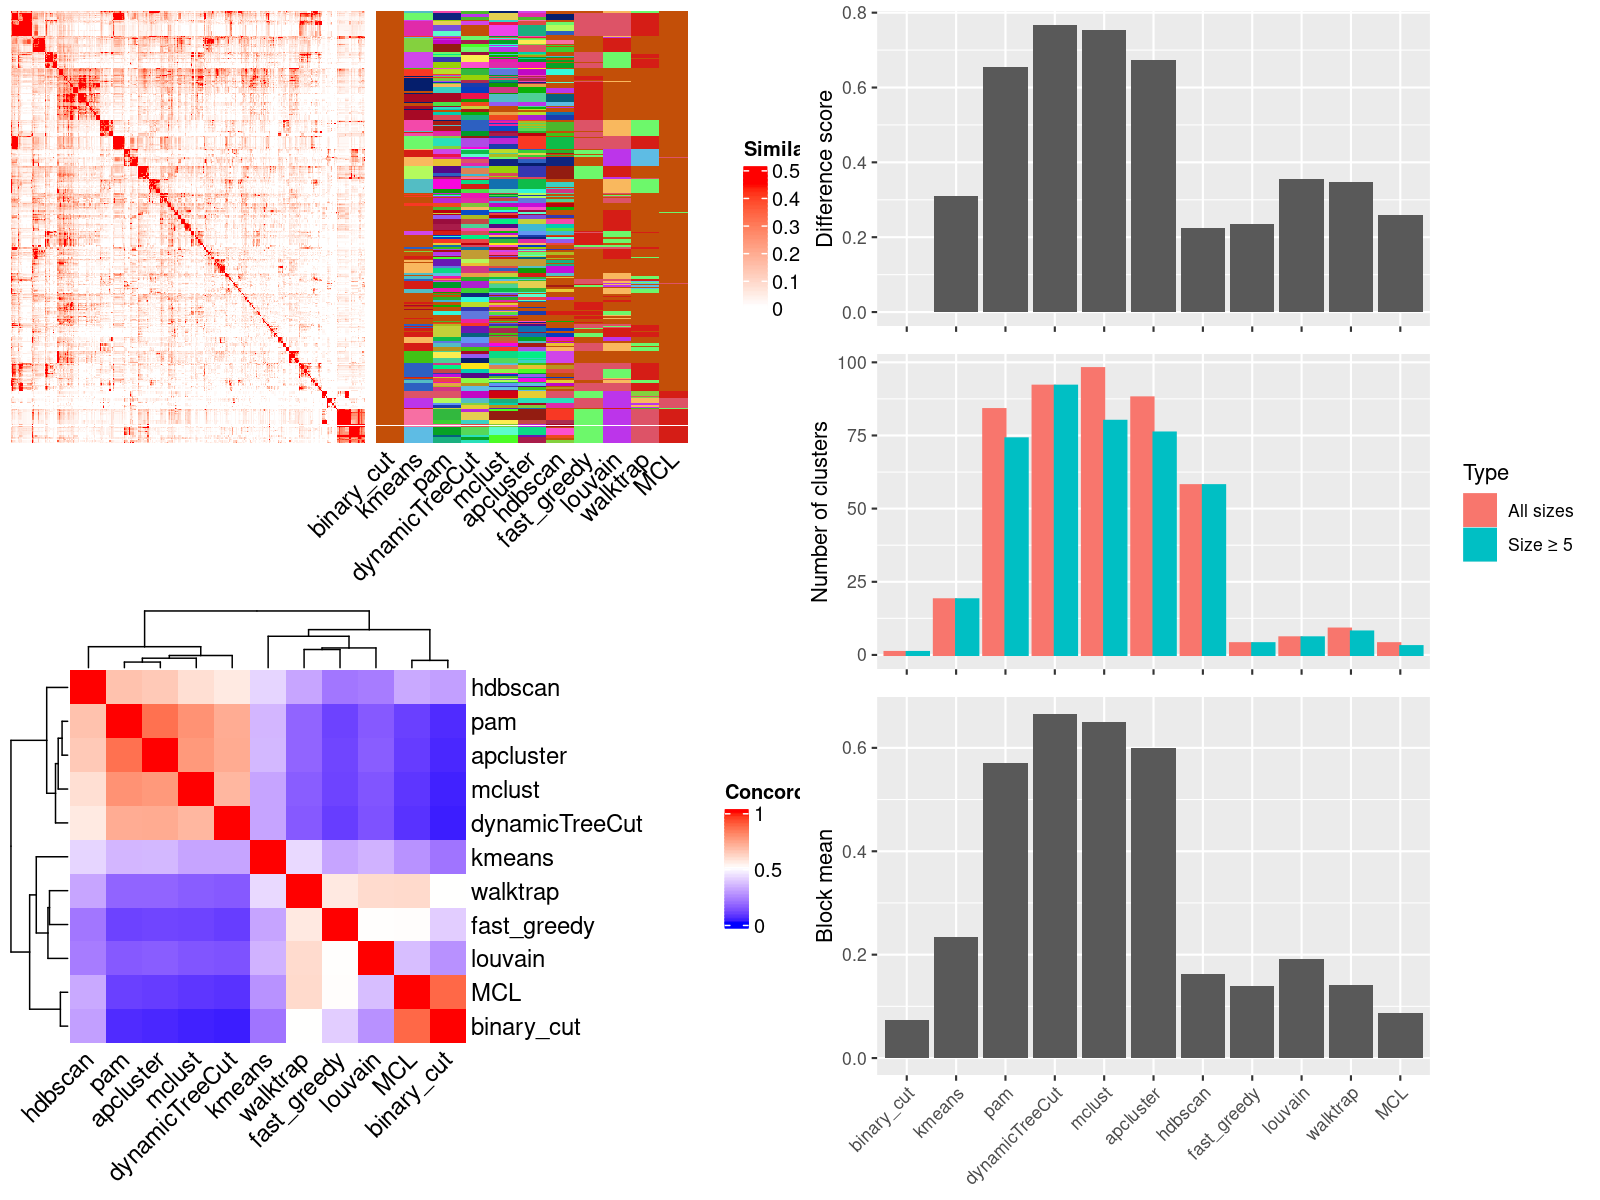 Simila
0.5
0.4
0.3
0.2
0.1
0
binary_cut
kmeans
pam
dynamicTreeCut
mclust
apcluster
hdbscan
fast_greedy
louvain
walktrap
MCL
hdbscan
pam
apcluster
mclust
dynamicTreeCut
kmeans
walktrap
fast_greedy
louvain
MCL
binary_cut
hdbscan
pam
apcluster
mclust
dynamicTreeCut
kmeans
walktrap
fast_greedy
louvain
MCL
binary_cut
Concord
1
0.5
0
Difference score
0.8
0.6
0.4
0.2
0.0
Number of clusters
100
75
50
25
0
Type
All sizes
Size ≥ 5
Block mean
0.6
0.4
0.2
0.0
binary_cut
kmeans
pam
dynamicTreeCut
mclust
apcluster
hdbscan
fast_greedy
louvain
walktrap
MCL